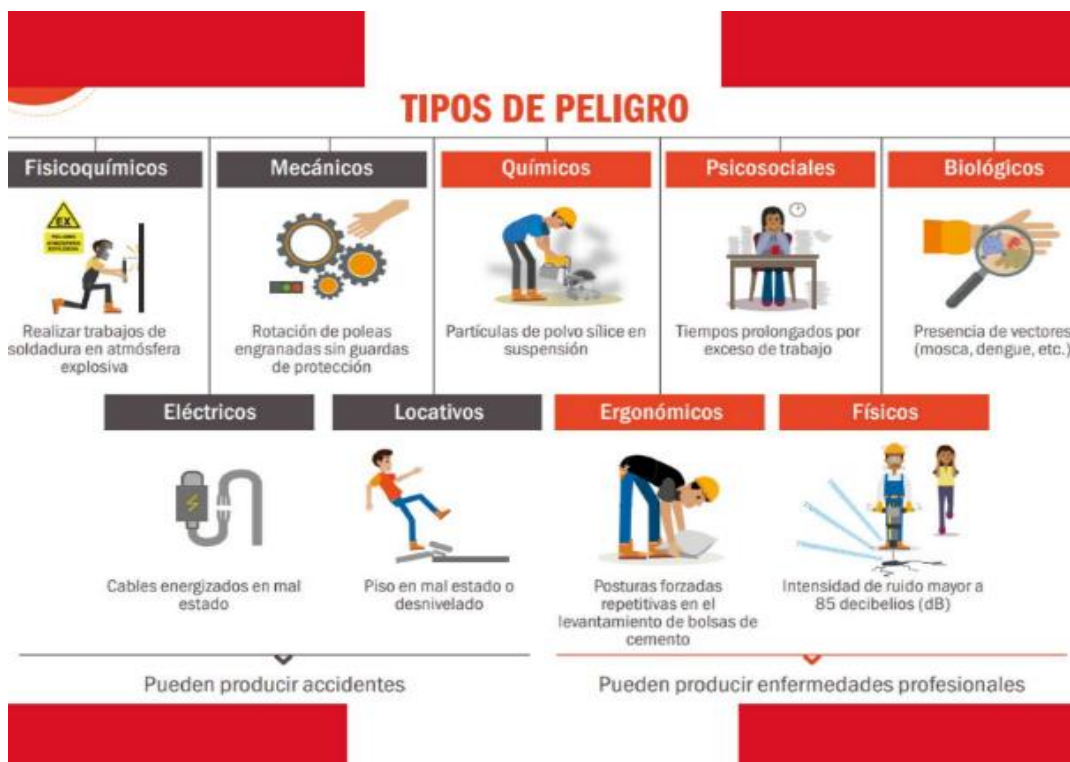 TIPOS DE PELIGRO
Fisicoquímicos
Mecánicos
Químicos
Psicosociales
Biológicos
EX
PELIGRO
ATMÓSFERA
EXPLOSIVA
Realizar trabajos de
soldadura en atmósfera
explosiva
Rotación de poleas
engranadas sin guardas
de protección
Partículas de polvo sílice en
suspensión
Tiempos prolongados por
exceso de trabajo
Presencia de vectores
(mosca, dengue, etc.)
Eléctricos
Locativos
Ergonómicos
Físicos
Cables energizados en mal
estado
Piso en mal estado o
desnivelado
Posturas forzadas
repetitivas en el
levantamiento de bolsas de
cemento
Intensidad de ruido mayor a
85 decibelios (dB)
Pueden producir accidentes
Pueden producir enfermedades profesionales